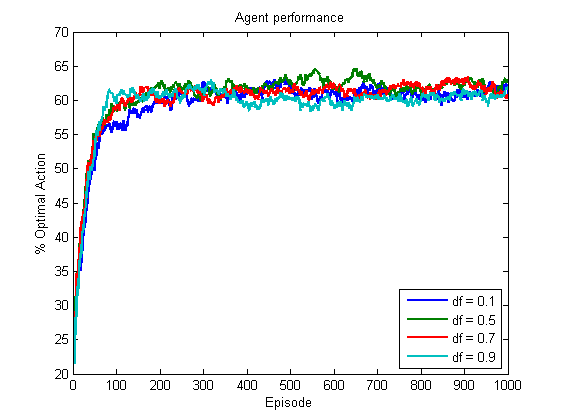 Agent performance
% Optimal Action
70
65
60
55
50
45
40
35
30
25
20
0 100 200 300 400 500 600 700 800 900 1000
Episode
df = 0.1
df = 0.5
df = 0.7
df = 0.9